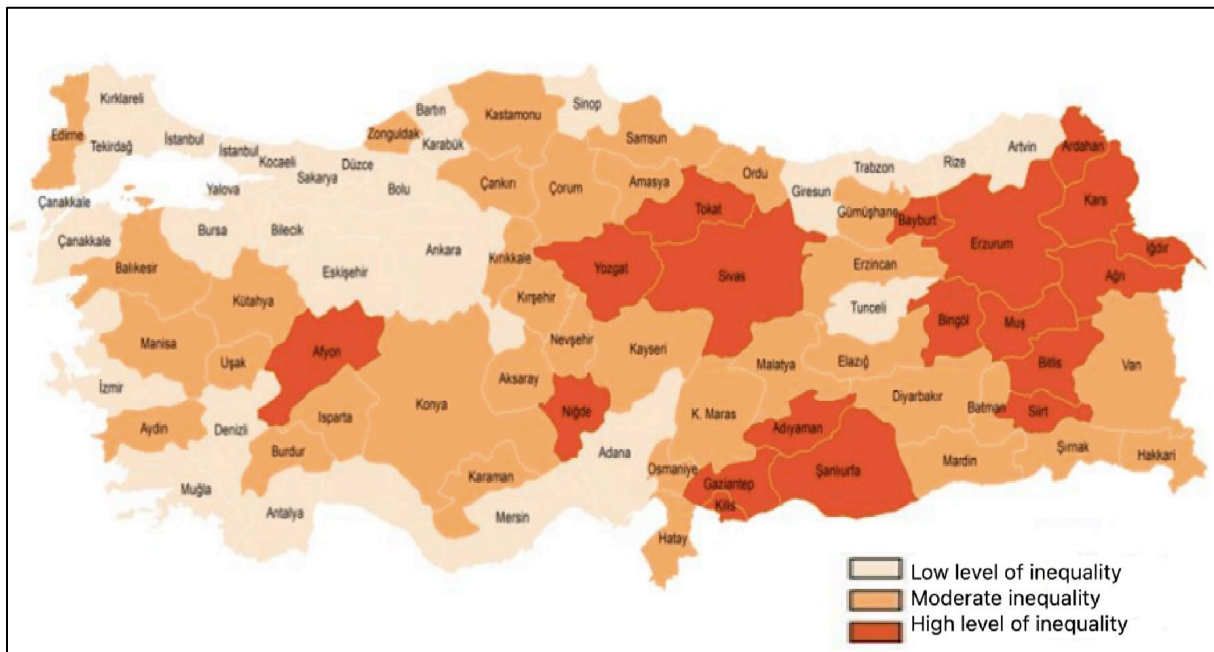 Kırklareli
Edirne
Tekirdağ
İstanbul
İstanbul
Kocaeli
Sakarya
Düzce
Yalova
Bolu
Zonguldak
Bartın
Karabük
Kastamonu
Sinop
Çankırı
Çorum
Samsun
Amasya
Ordu
Tokat
Giresun
Trabzon
Rize
Artvin
Ardahan
Gümüşhane
Bayburt
Erzurum
Kars
Iğdır
Ağrı
Çanakkale
Çanakkale
Bursa
Bilecik
Balıkesir
Kütahya
Eskişehir
Ankara
Kırıkkale
Yozgat
Sivas
Erzincan
Tunceli
Bingöl
Muş
Bitlis
Van
Kırşehir
Nevşehir
Kayseri
Malatya
Elazığ
Manisa
Uşak
Afyon
İzmir
Aydin
Denizli
Isparta
Burdur
Konya
Aksaray
Niğde
K. Maras
Adıyaman
Diyarbakır
Batman
Siirt
Şırnak
Hakkari
Mardin
Şanlıurfa
Gaziantep
Kilis
Osmaniye
Adana
Karaman
Mersin
Hatay
Muğla
Antalya
Low level of inequality
Moderate inequality
High level of inequality